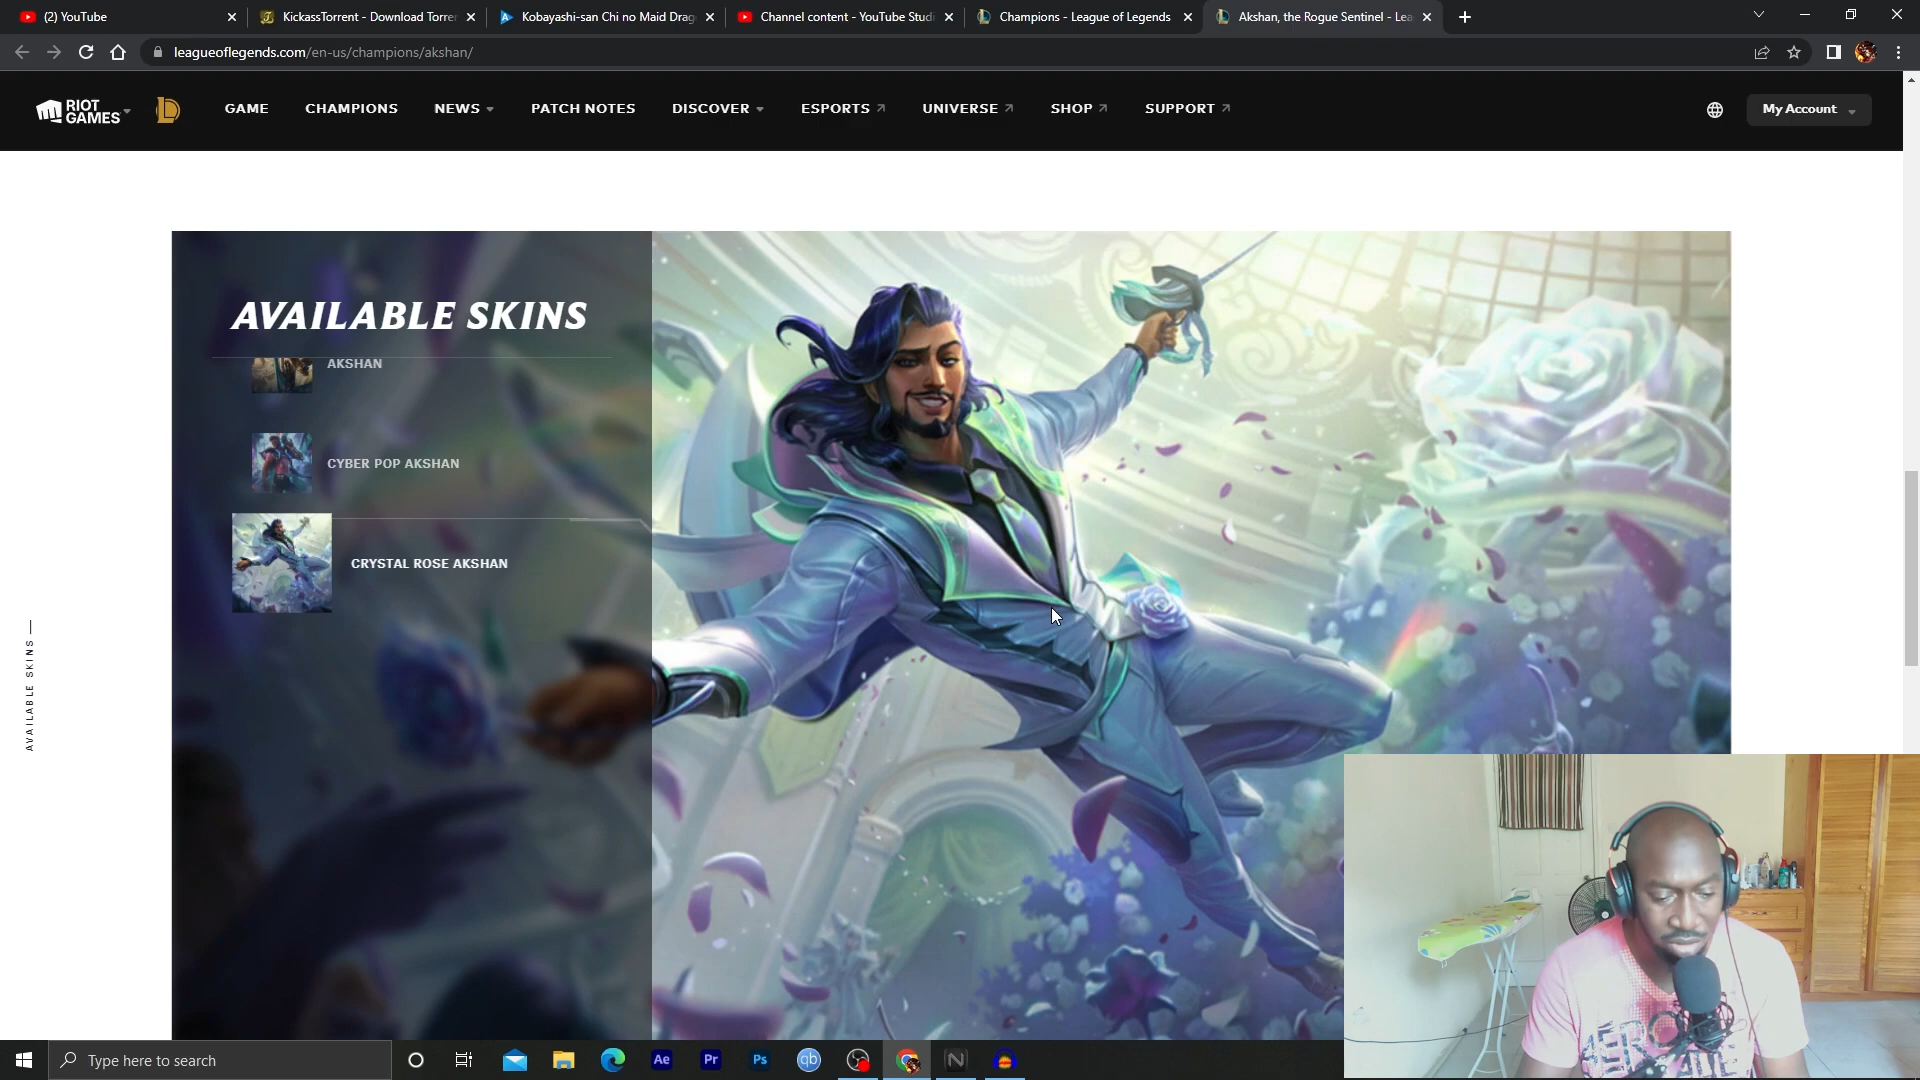 (2) YouTube
KickassTorrent - Download Torren
Kobayashi-san Chi no Maid Drag
Channel content - YouTube Studi
Champions - League of Legends
Akshan, the Rogue Sentinel - Lea
leagueoflegends.com/en-us/champions/akshan/
RIOT GAMES
GAME
CHAMPIONS
NEWS
PATCH NOTES
DISCOVER
ESPORTS
UNIVERSE
SHOP
SUPPORT
My Account
AVAILABLE SKINS
AKSHAN
CYBER POP AKSHAN
CRYSTAL ROSE AKSHAN
AVAILABLE SKINS
Type here to search
Ae
Pr
Ps
qb
N